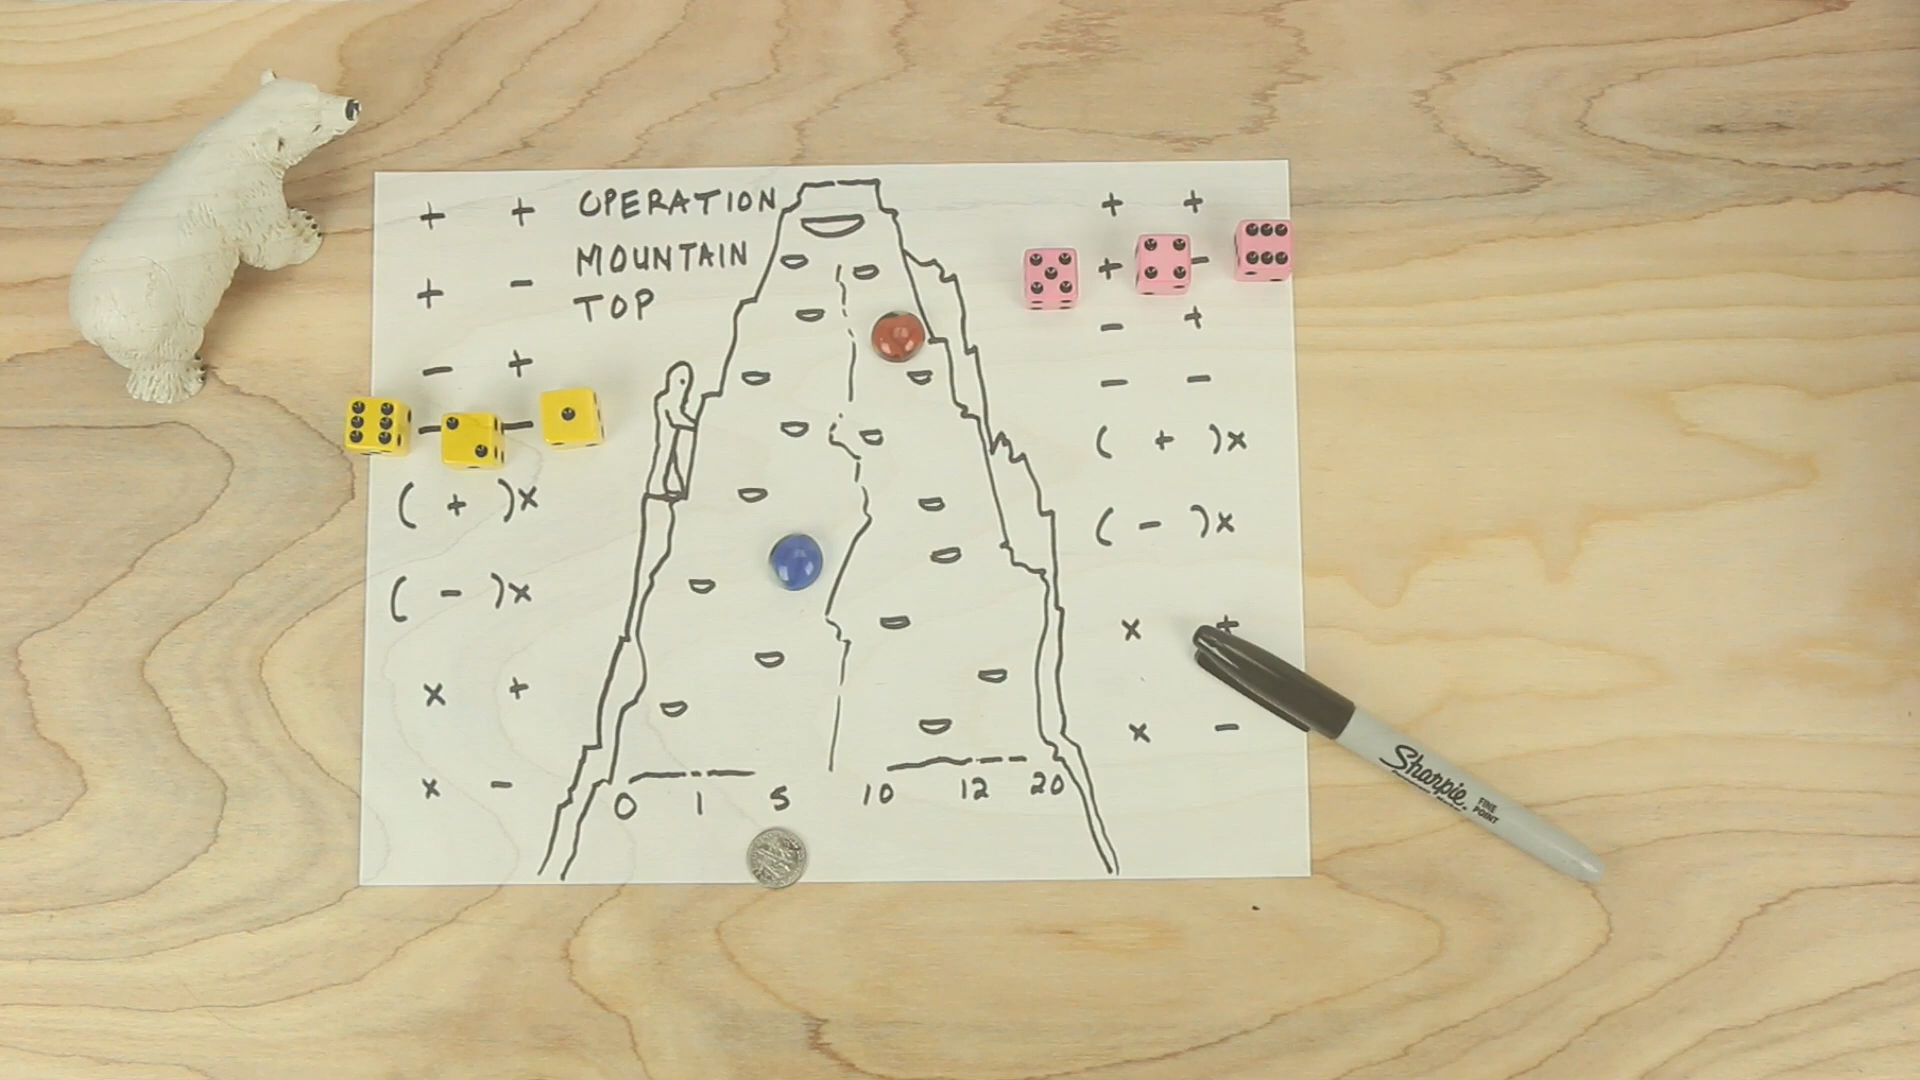 OPERATION
MOUNTAIN
TOP
+ +
+ -
- +
- -
( + )×
( - )×
× +
× -
+ +
+ -
- +
- -
( + )×
( - )×
× +
× -
0 1 5 10 12 20
Sharpie.
FINE
POINT